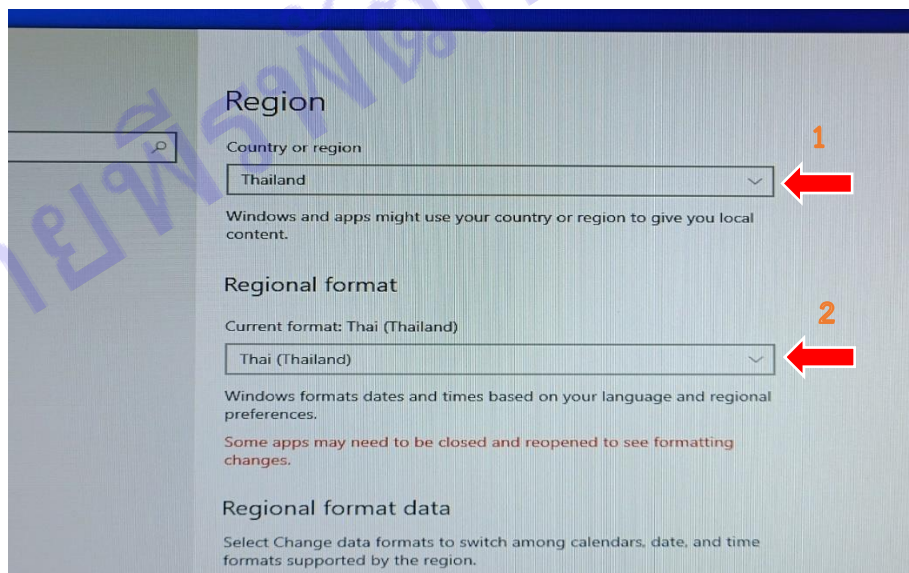 Region
1
Country or region
Thailand
Windows and apps might use your country or region to give you local
content.
Regional format
2
Current format: Thai (Thailand)
Thai (Thailand)
Windows formats dates and times based on your language and regional
preferences.
Some apps may need to be closed and reopened to see formatting
changes.
Regional format data
Select Change data formats to switch among calendars, date, and time
formats supported by the region.